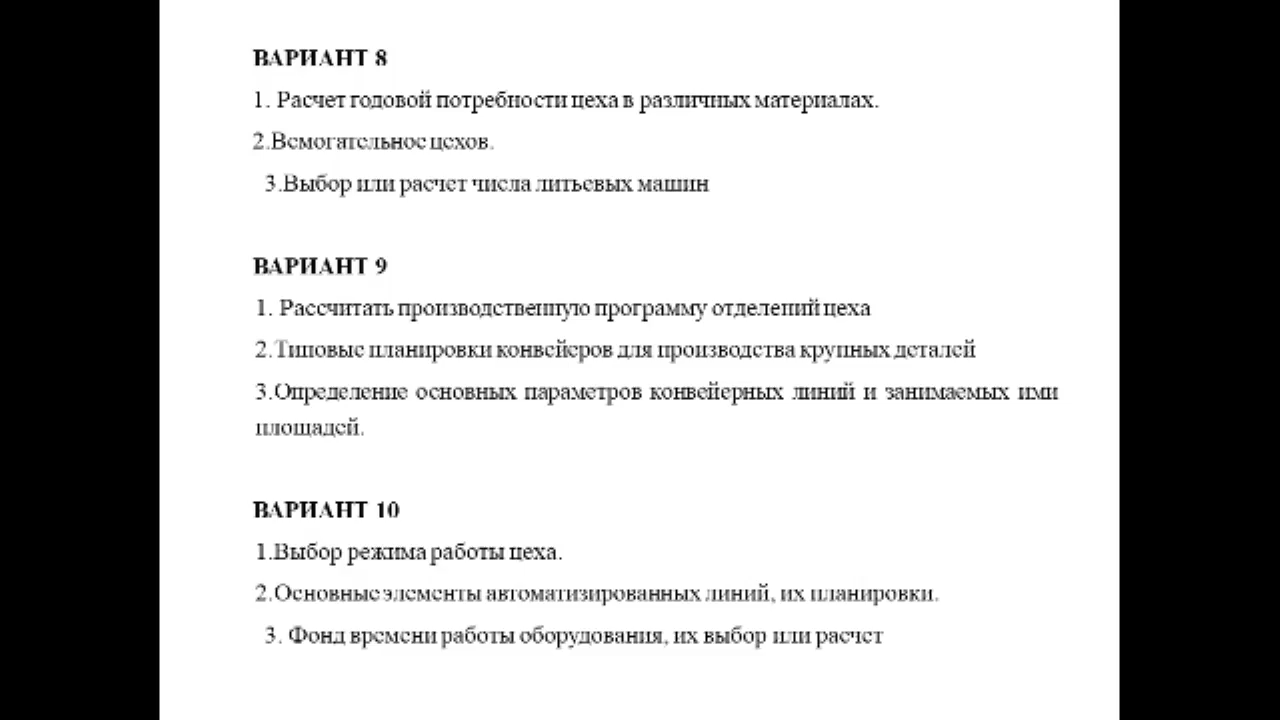 ВАРИАНТ 8
1. Расчет годовой потребности цеха в различных материалах.
2.Всмогательное цехов.
3.Выбор или расчет числа литьевых машин
ВАРИАНТ 9
1. Рассчитать производственную программу отделений цеха
2.Типовые планировки конвейеров для производства крупных деталей
3.Определение основных параметров конвейерных линий и занимаемых ими
площадей.
ВАРИАНТ 10
1.Выбор режима работы цеха.
2.Основные элементы автоматизированных линий, их планировки.
3. Фонд времени работы оборудования, их выбор или расчет